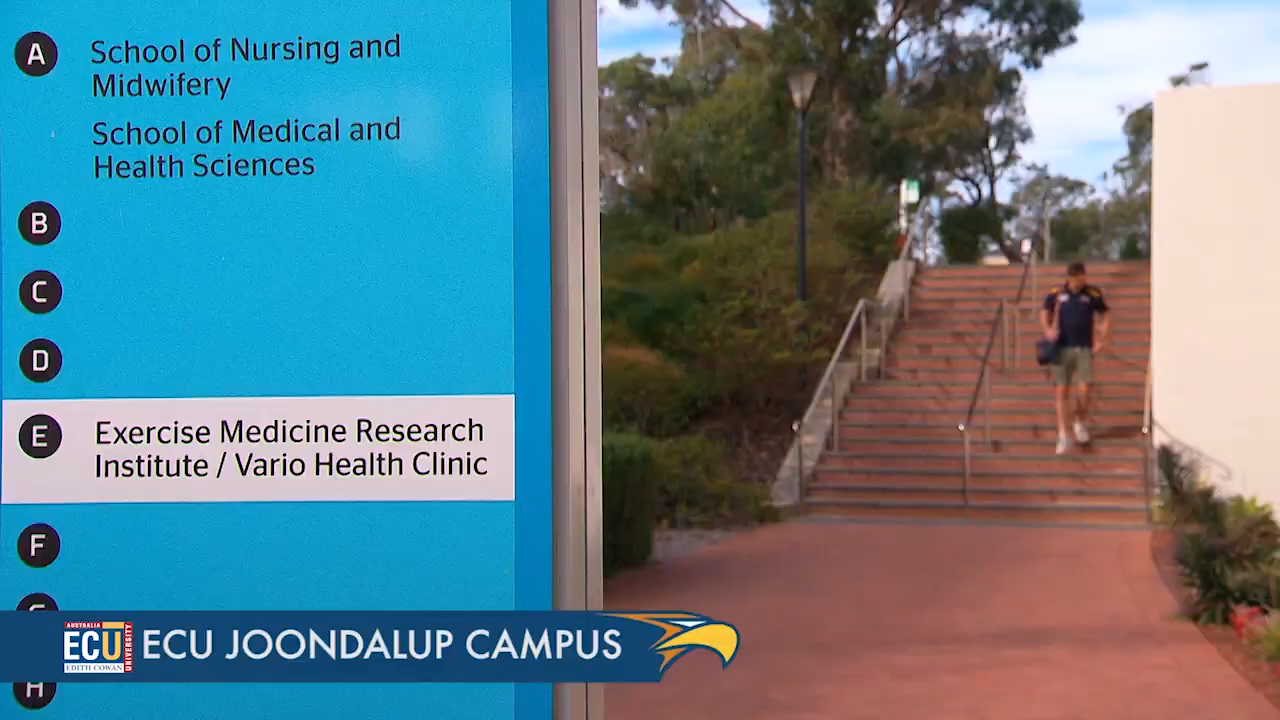 A
School of Nursing and
Midwifery
School of Medical and
Health Sciences
B
C
D
E
Exercise Medicine Research
Institute / Vario Health Clinic
F
G
AUSTRALIA
ECU
EDITH COWAN
UNIVERSITY
ECU JOONDALUP CAMPUS
H